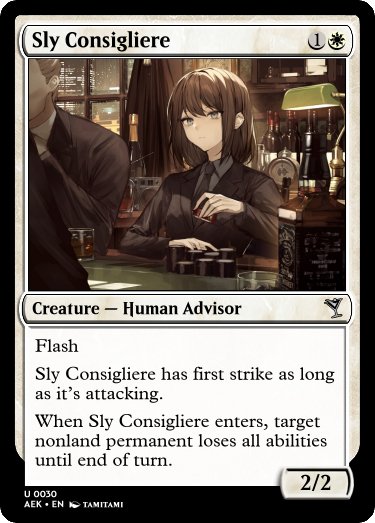 Sly Consigliere 1
Creature — Human Advisor
Flash
Sly Consigliere has first strike as long
as it's attacking.
When Sly Consigliere enters, target
nonland permanent loses all abilities
until end of turn.
2/2
U 0030
AEK • EN TAMITAMI